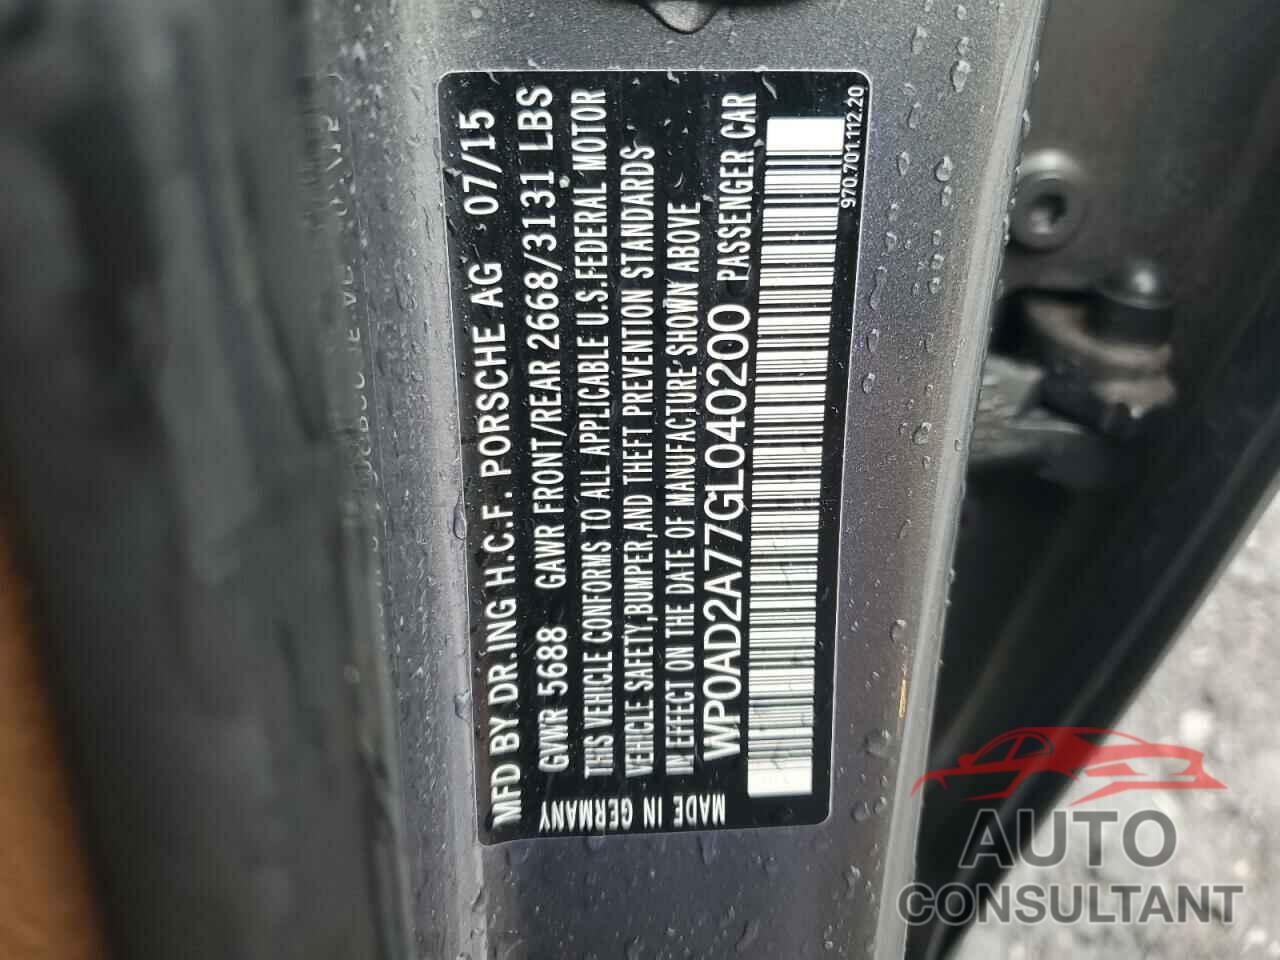 MFD BY DR.ING H.C.F. PORSCHE AG 07/15
GVWR 5688 GAWR FRONT/REAR 2668/3131 LBS
THIS VEHICLE CONFORMS TO ALL APPLICABLE U.S.FEDERAL MOTOR
VEHICLE SAFETY,BUMPER,AND THEFT PREVENTION STANDARDS
IN EFFECT ON THE DATE OF MANUFACTURE SHOWN ABOVE
WP0AD2A77GL040200 PASSENGER CAR
970.701.112.20
MADE IN GERMANY
AUTO
CONSULTANT